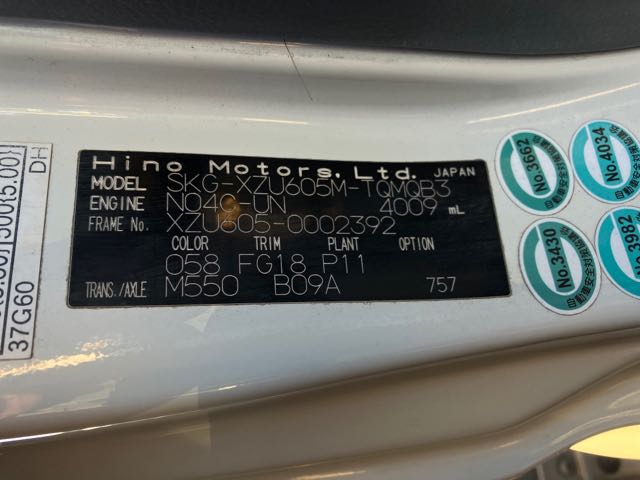 Hino Motors, Ltd. JAPAN
MODEL SKG-XZU605M-TQMQB3
ENGINE N04C-UN 4009 mL
FRAME No. XZU605-0002392
COLOR TRIM PLANT OPTION
058 FG18 P11
TRANS./AXLE M550 B09A 757
DH
37G60
No.3662
No.4034
No.3430
No.3982